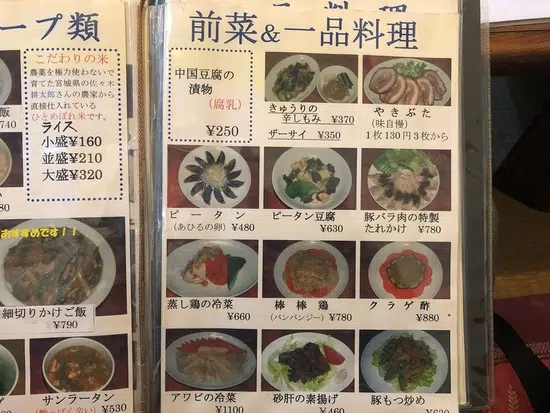 ープ類
こだわりの米
農薬を極力使わないで
育てた宮城県の佐々木
耕太郎さんの農家から
直接仕入れている
ひとめぼれ米です。
ライス
小盛¥160
並盛¥210
大盛¥320
飯
740
おすすめです！！
細切りかけご飯
¥790
サンラータン
¥530
前菜&一品料理
中国豆腐の
漬物
(腐乳)
¥250
きゅうりの
辛しもみ ¥370
ザーサイ ¥350
やきぶた
(味自慢)
1枚130円3枚から
ピータン
(あひるの卵) ¥480
ピータン豆腐
¥630
豚バラ肉の特製
たれかけ ¥780
蒸し鶏の冷菜
¥660
棒棒鶏
(バンバンジー) ¥780
クラゲ酢
¥880
アワビの冷菜
¥1100
砂肝の素揚げ
¥460
豚もつ炒め